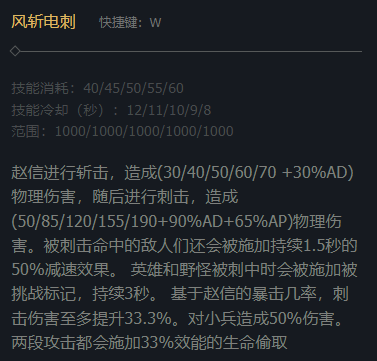 风斩电刺 快捷键：W
技能消耗：40/45/50/55/60
技能冷却（秒）：12/11/10/9/8
范围：1000/1000/1000/1000/1000
赵信进行斩击，造成(30/40/50/60/70 +30%AD)
物理伤害，随后进行刺击，造成
(50/85/120/155/190+90%AD+65%AP)物理伤
害。被刺击命中的敌人们还会被施加持续1.5秒的
50%减速效果。 英雄和野怪被刺中时会被施加被
挑战标记，持续3秒。 基于赵信的暴击几率，刺
击伤害至多提升33.3%。对小兵造成50%伤害。
两段攻击都会施加33%效能的生命偷取